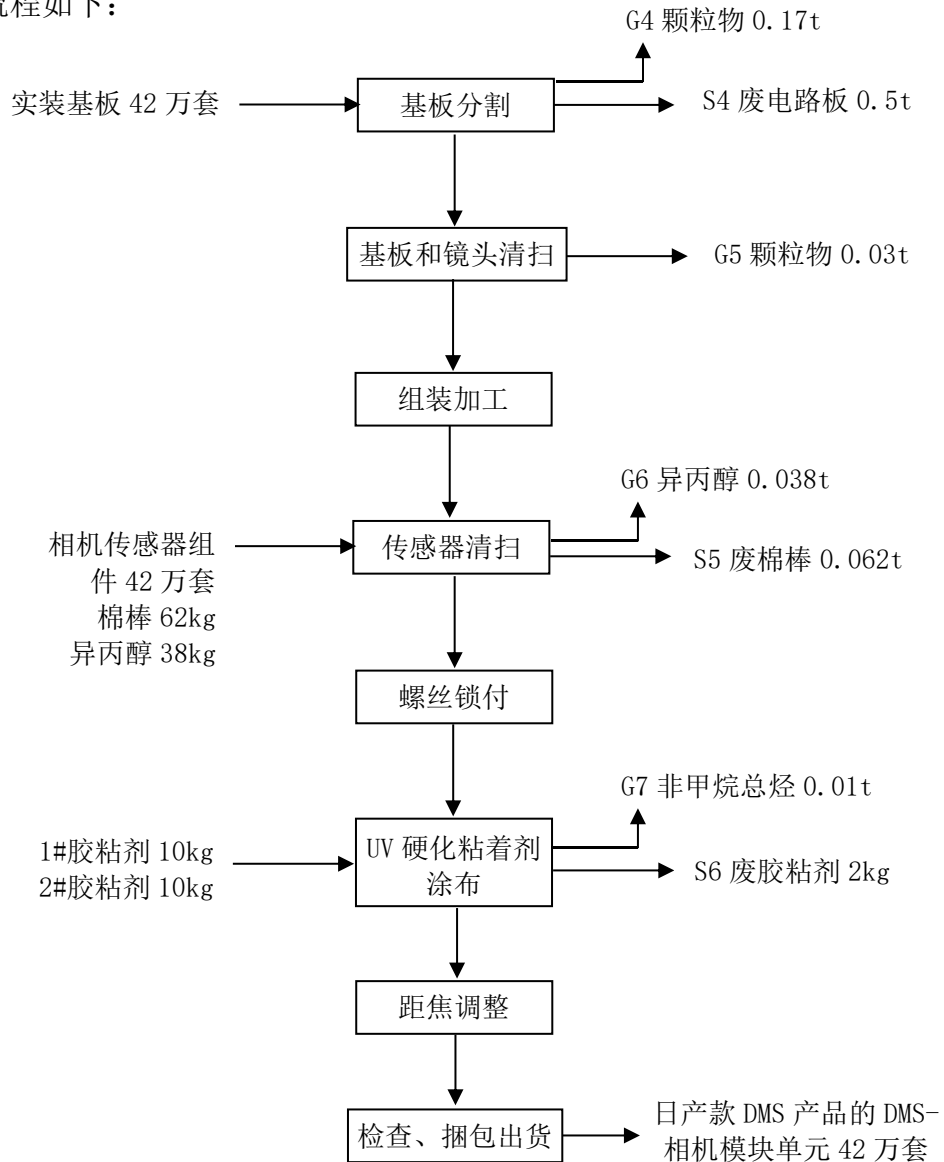 程如下：
G4 颗粒物 0.17t
实装基板 42 万套
基板分割
S4 废电路板 0.5t
基板和镜头清扫
G5 颗粒物 0.03t
组装加工
G6 异丙醇 0.038t
相机传感器组
件 42 万套
棉棒 62kg
异丙醇 38kg
传感器清扫
S5 废棉棒 0.062t
螺丝锁付
G7 非甲烷总烃 0.01t
1#胶粘剂 10kg
2#胶粘剂 10kg
UV 硬化粘着剂
涂布
S6 废胶粘剂 2kg
距焦调整
检查、捆包出货
日产款 DMS 产品的 DMS-
相机模块单元 42 万套